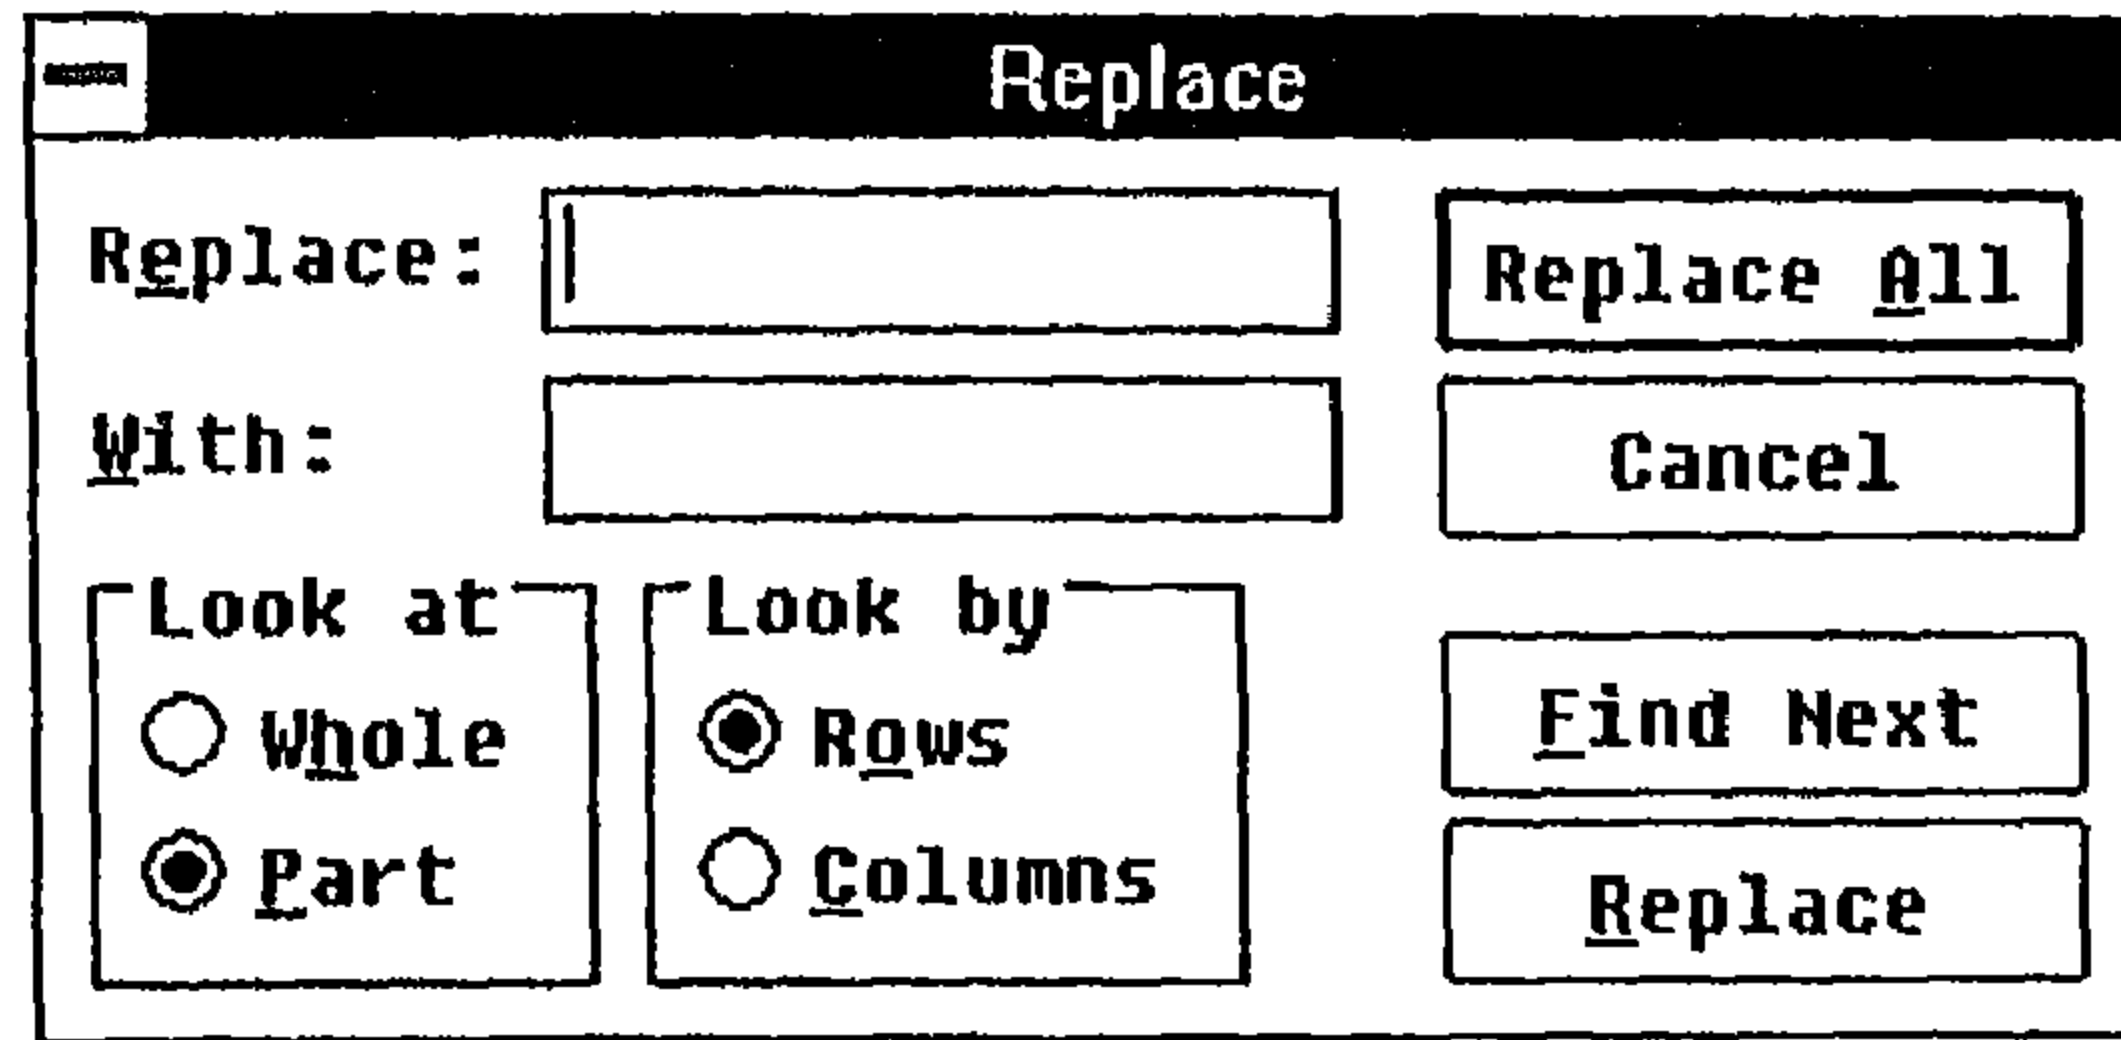 Replace
Replace:
Replace All
With:
Cancel
Look at
Look by
Whole
Rows
Find Next
Part
Columns
Replace